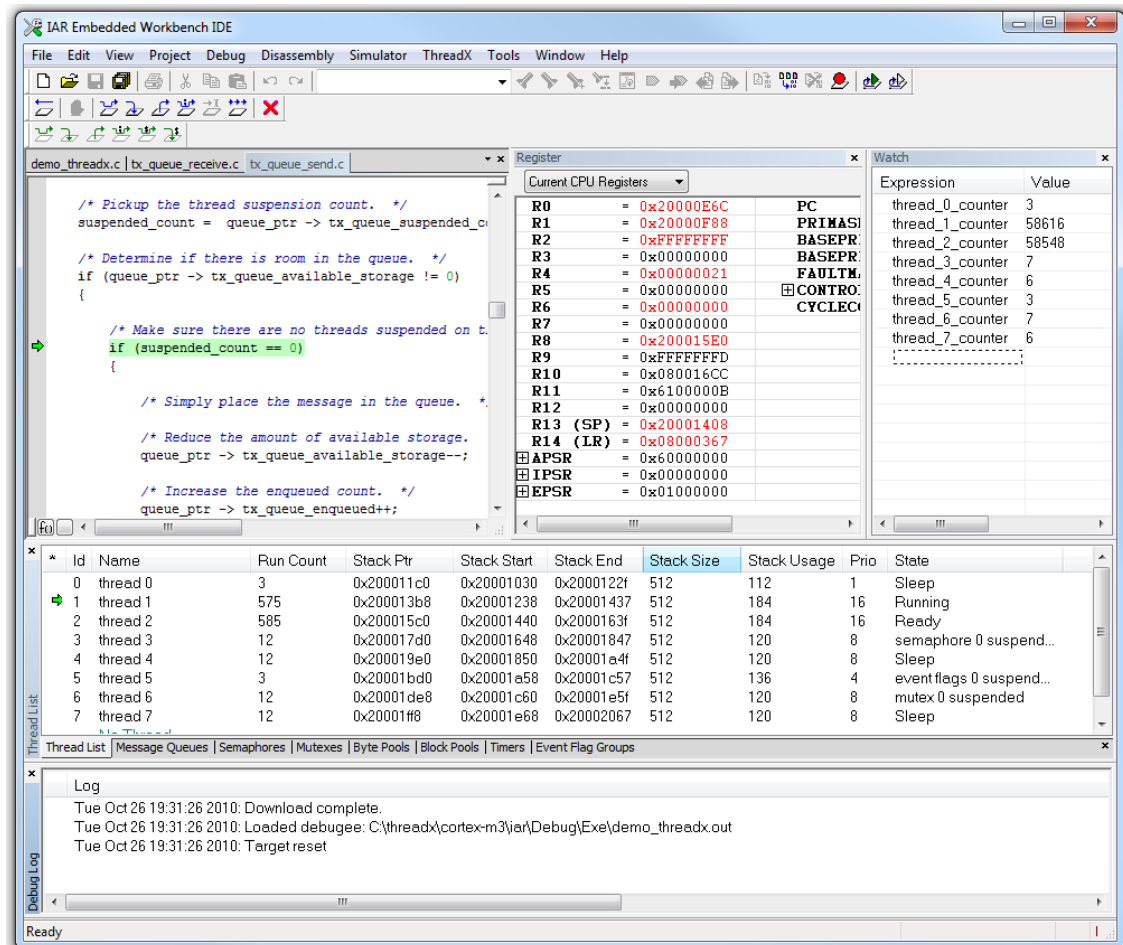 IAR Embedded Workbench IDE
File Edit View Project Debug Disassembly Simulator ThreadX Tools Window Help
demo_threadx.c | tx_queue_receive.c tx_queue_send.c
/* Pickup the thread suspension count. */
suspended_count = queue_ptr -> tx_queue_suspended_co
/* Determine if there is room in the queue. */
if (queue_ptr -> tx_queue_available_storage != 0)
{
/* Make sure there are no threads suspended on t
if (suspended_count == 0)
{
/* Simply place the message in the queue. *
/* Reduce the amount of available storage.
queue_ptr -> tx_queue_available_storage--;
/* Increase the enqueued count. */
queue_ptr -> tx_queue_enqueued++;
f()
Register
Current CPU Registers
R0 = 0x20000E6C PC
R1 = 0x20000F88 PRIMAS
R2 = 0xFFFFFFFF BASEPR
R3 = 0x00000000 BASEPR
R4 = 0x00000021 FAULTM
R5 = 0x00000000 CONTRO
R6 = 0x00000000 CYCLEC
R7 = 0x00000000
R8 = 0x200015E0
R9 = 0xFFFFFFFD
R10 = 0x080016CC
R11 = 0x6100000B
R12 = 0x00000000
R13 (SP) = 0x20001408
R14 (LR) = 0x08000367
APSR = 0x60000000
IPSR = 0x00000000
EPSR = 0x01000000
Watch
Expression Value
thread_0_counter 3
thread_1_counter 58616
thread_2_counter 58548
thread_3_counter 7
thread_4_counter 6
thread_5_counter 3
thread_6_counter 7
thread_7_counter 6
* Id Name Run Count Stack Ptr Stack Start Stack End Stack Size Stack Usage Prio State
0 thread 0 3 0x200011c0 0x20001030 0x2000122f 512 112 1 Sleep
1 thread 1 575 0x200013b8 0x20001238 0x20001437 512 184 16 Running
2 thread 2 585 0x200015c0 0x20001440 0x2000163f 512 184 16 Ready
3 thread 3 12 0x200017d0 0x20001648 0x20001847 512 120 8 semaphore 0 suspend...
4 thread 4 12 0x200019e0 0x20001850 0x20001a4f 512 120 8 Sleep
5 thread 5 3 0x20001bd0 0x20001a58 0x20001c57 512 136 4 event flags 0 suspend...
6 thread 6 12 0x20001de8 0x20001c60 0x20001e5f 512 120 8 mutex 0 suspended
7 thread 7 12 0x20001ff8 0x20001e68 0x20002067 512 120 8 Sleep
Thread List
Thread List | Message Queues | Semaphores | Mutexes | Byte Pools | Block Pools | Timers | Event Flag Groups
Log
Tue Oct 26 19:31:26 2010: Download complete.
Tue Oct 26 19:31:26 2010: Loaded debugee: C:\threadx\cortex-m3\iar\Debug\Exe\demo_threadx.out
Tue Oct 26 19:31:26 2010: Target reset
Debug Log
Ready